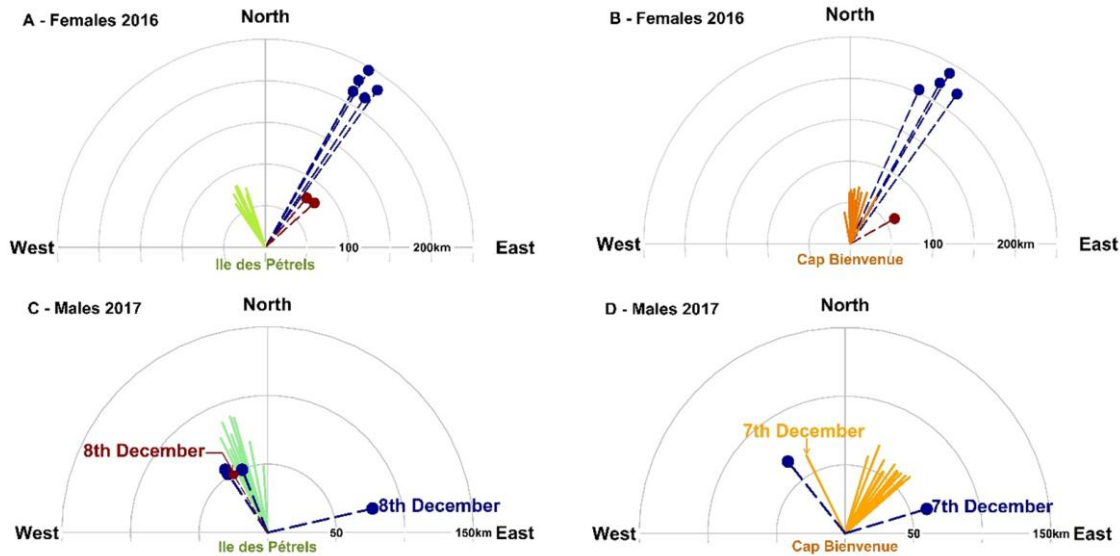 A - Females 2016
North
West
100
200km
East
Ile des Pétrels
B - Females 2016
North
West
100
200km
East
Cap Bienvenue
C - Males 2017
North
8th December
8th December
West
50
150km
East
Ile des Pétrels
D - Males 2017
North
7th December
7th December
West
50
150km
East
Cap Bienvenue